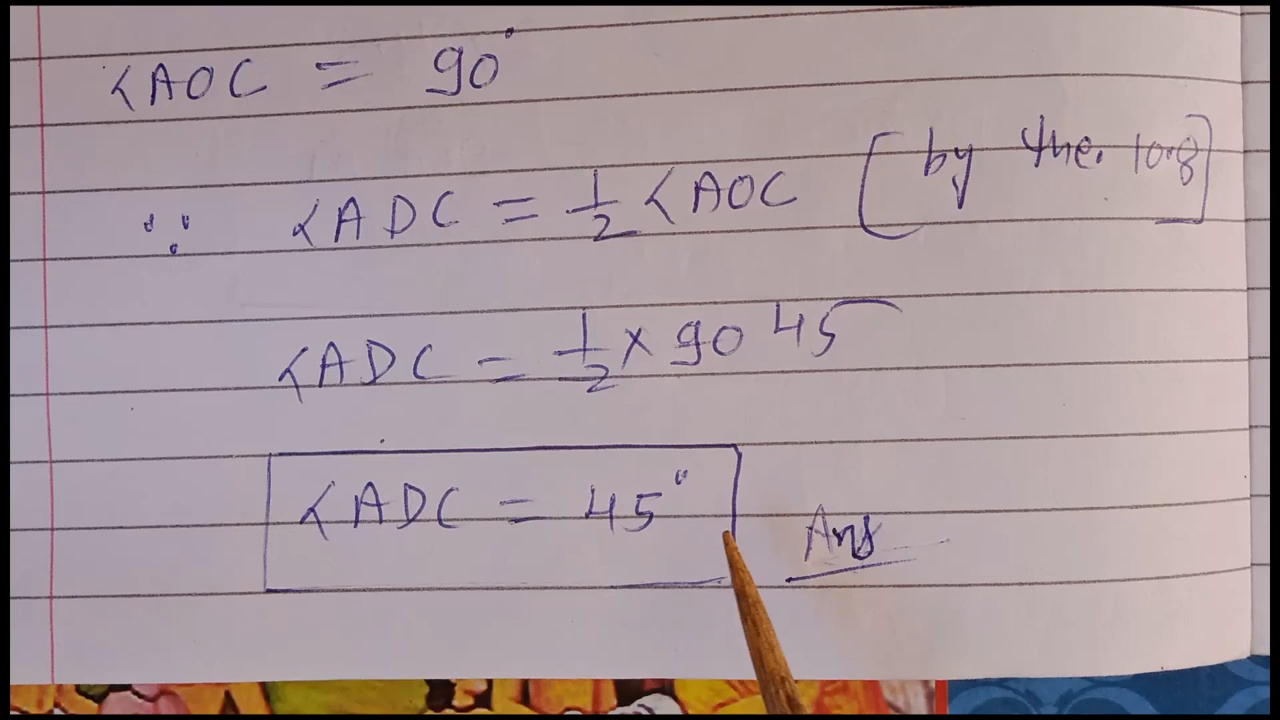 ∠AOC = 90°
∵ ∠ADC = 1/2 ∠AOC [by the. 10.8]
∠ADC = 1/2 × 90 45
∠ADC = 45° Ans